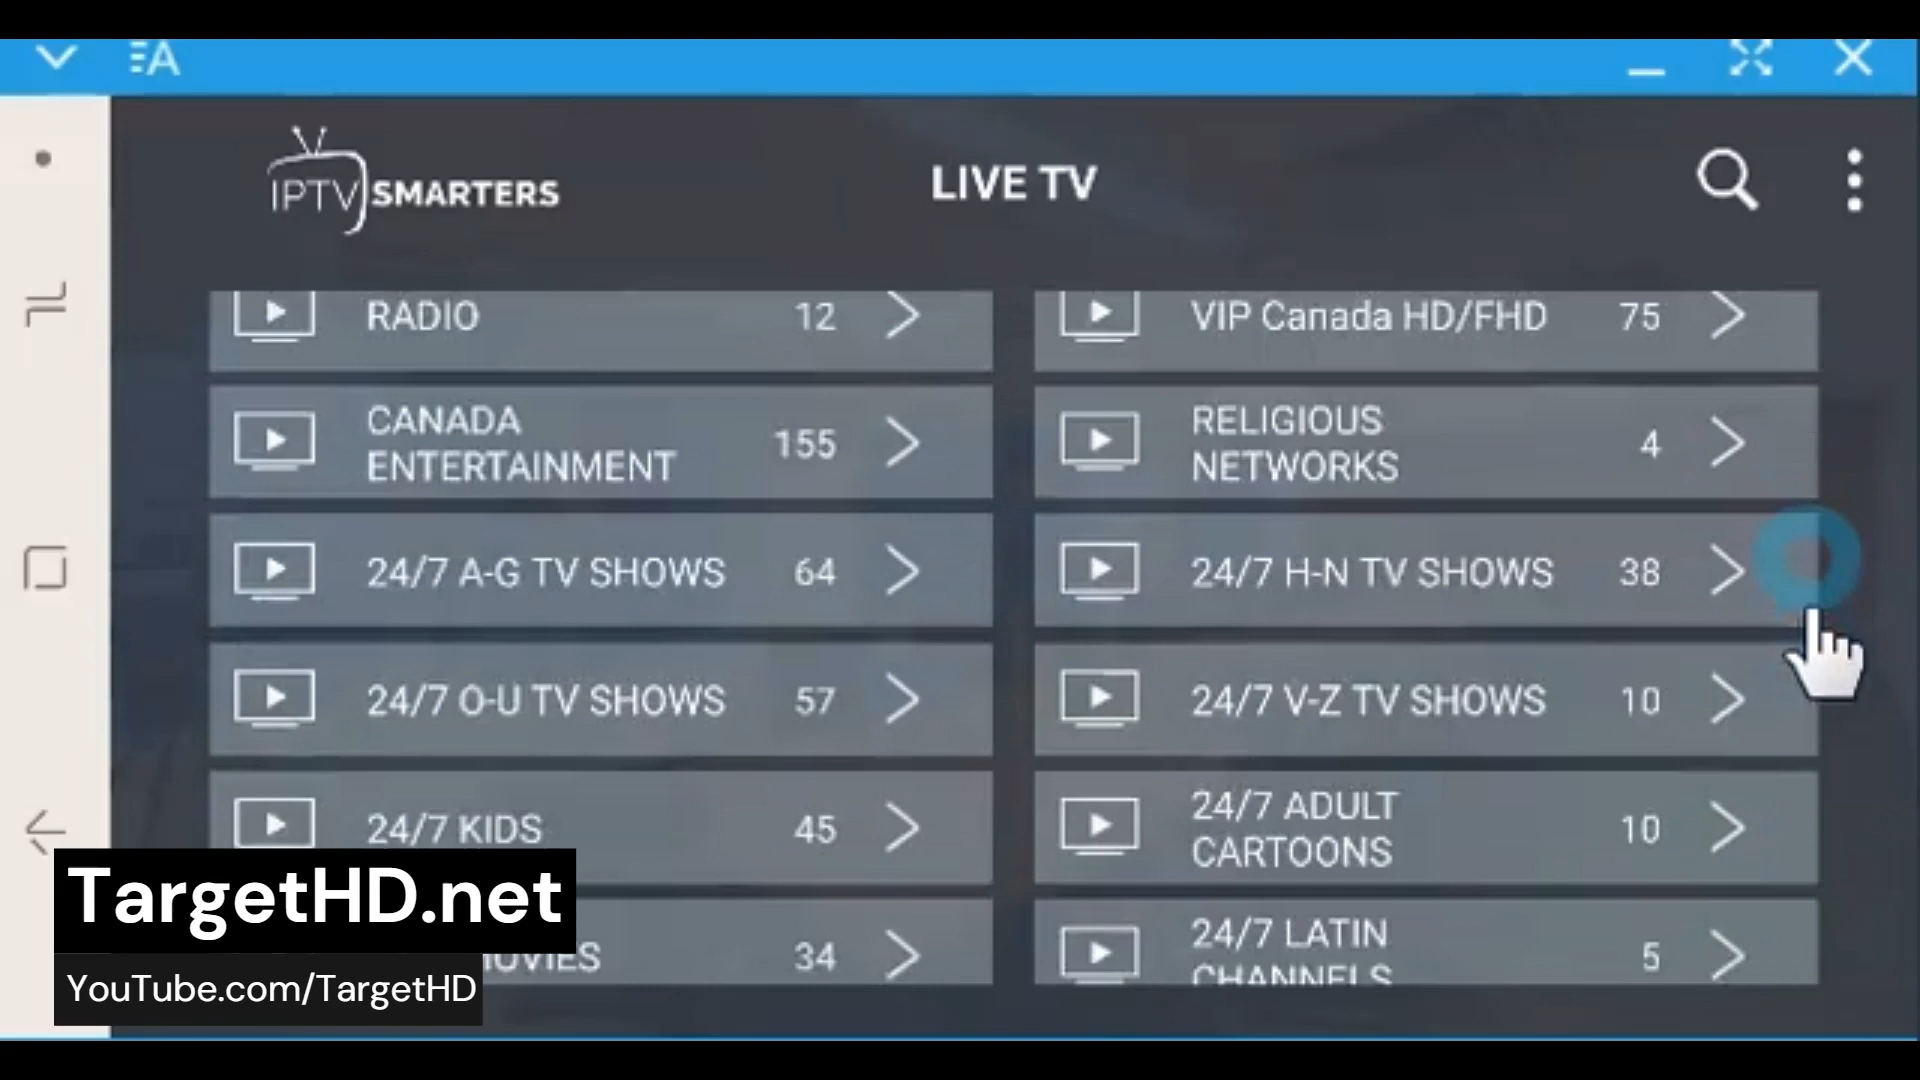 A
IPTV SMARTERS
LIVE TV
RADIO 12
VIP Canada HD/FHD 75
CANADA
ENTERTAINMENT 155
RELIGIOUS
NETWORKS 4
24/7 A-G TV SHOWS 64
24/7 H-N TV SHOWS 38
24/7 O-U TV SHOWS 57
24/7 V-Z TV SHOWS 10
24/7 KIDS 45
24/7 ADULT
CARTOONS 10
TargetHD.net
MOVIES 34
24/7 LATIN
CHANNELS 5
YouTube.com/TargetHD